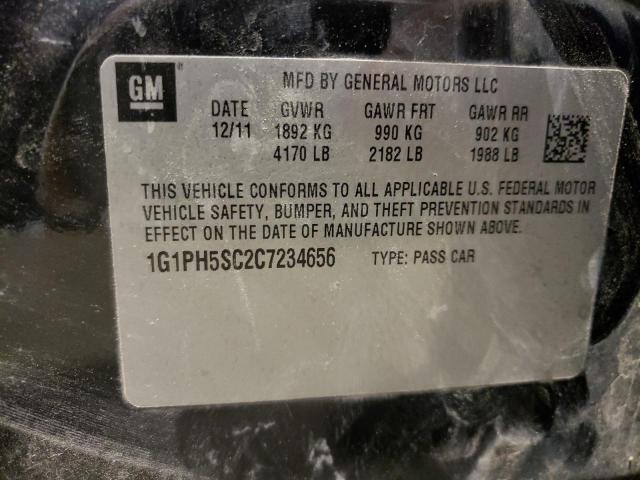 GM
MFD BY GENERAL MOTORS LLC
DATE GVWR GAWR FRT GAWR RR
12/11 1892 KG 990 KG 902 KG
4170 LB 2182 LB 1988 LB
THIS VEHICLE CONFORMS TO ALL APPLICABLE U.S. FEDERAL MOTOR
VEHICLE SAFETY, BUMPER, AND THEFT PREVENTION STANDARDS IN
EFFECT ON THE DATE OF MANUFACTURE SHOWN ABOVE.
1G1PH5SC2C7234656 TYPE: PASS CAR